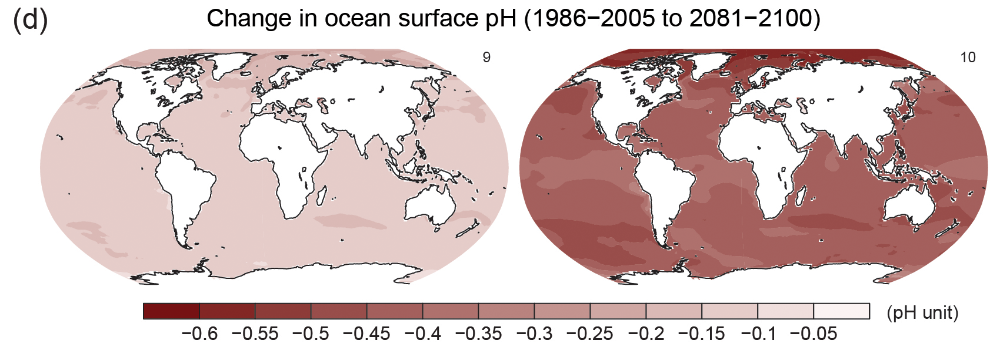 (d)
Change in ocean surface pH (1986−2005 to 2081−2100)
9
10
(pH unit)
−0.6 −0.55 −0.5 −0.45 −0.4 −0.35 −0.3 −0.25 −0.2 −0.15 −0.1 −0.05